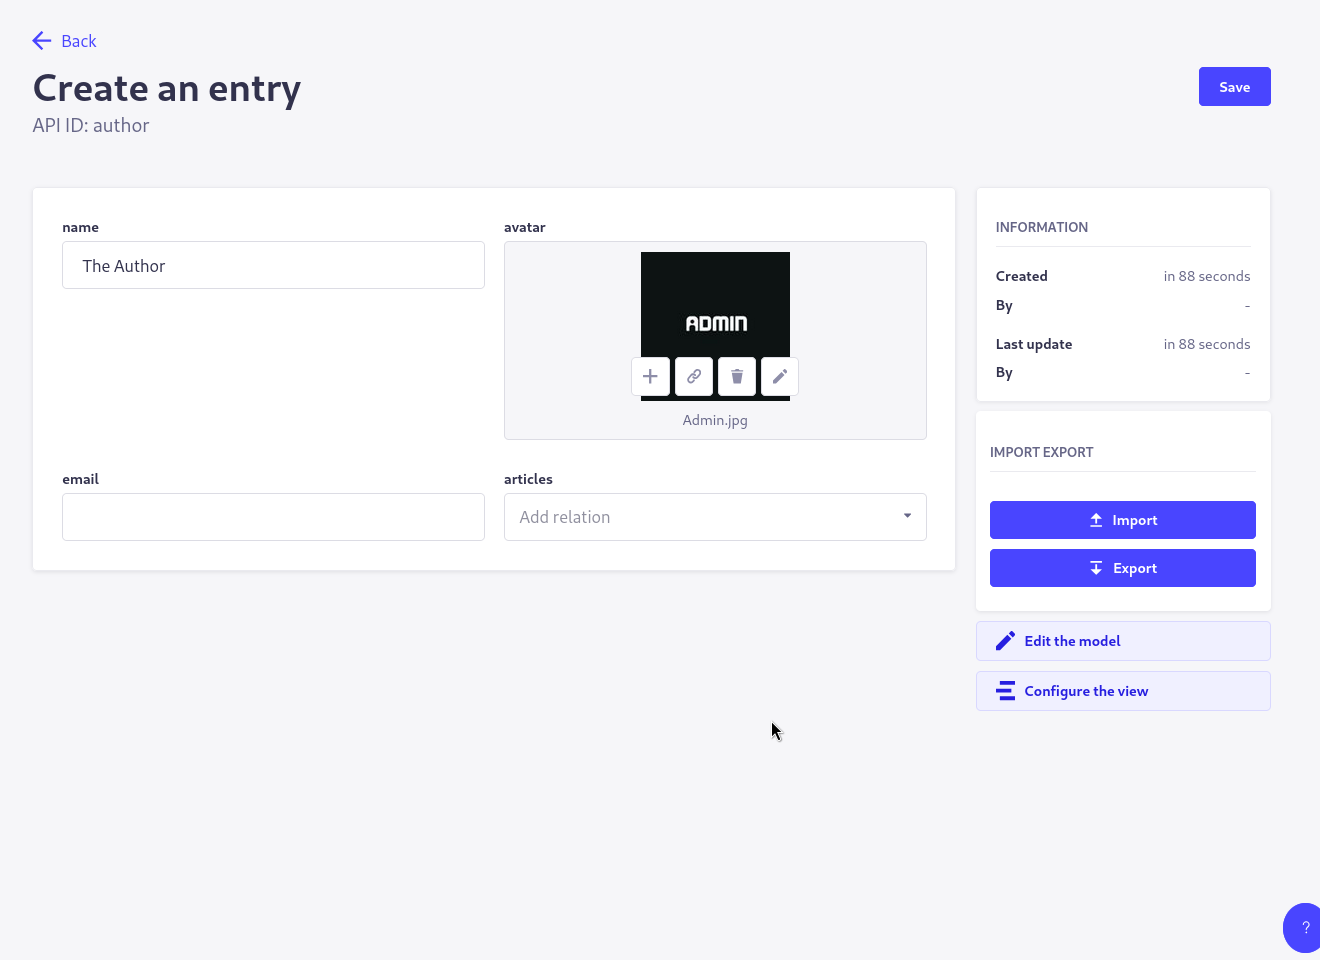 Back
Create an entry
Save
API ID: author
name
The Author
avatar
ADMIN
Admin.jpg
email
articles
Add relation
INFORMATION
Created in 88 seconds
By -
Last update in 88 seconds
By -
IMPORT EXPORT
Import
Export
Edit the model
Configure the view
?